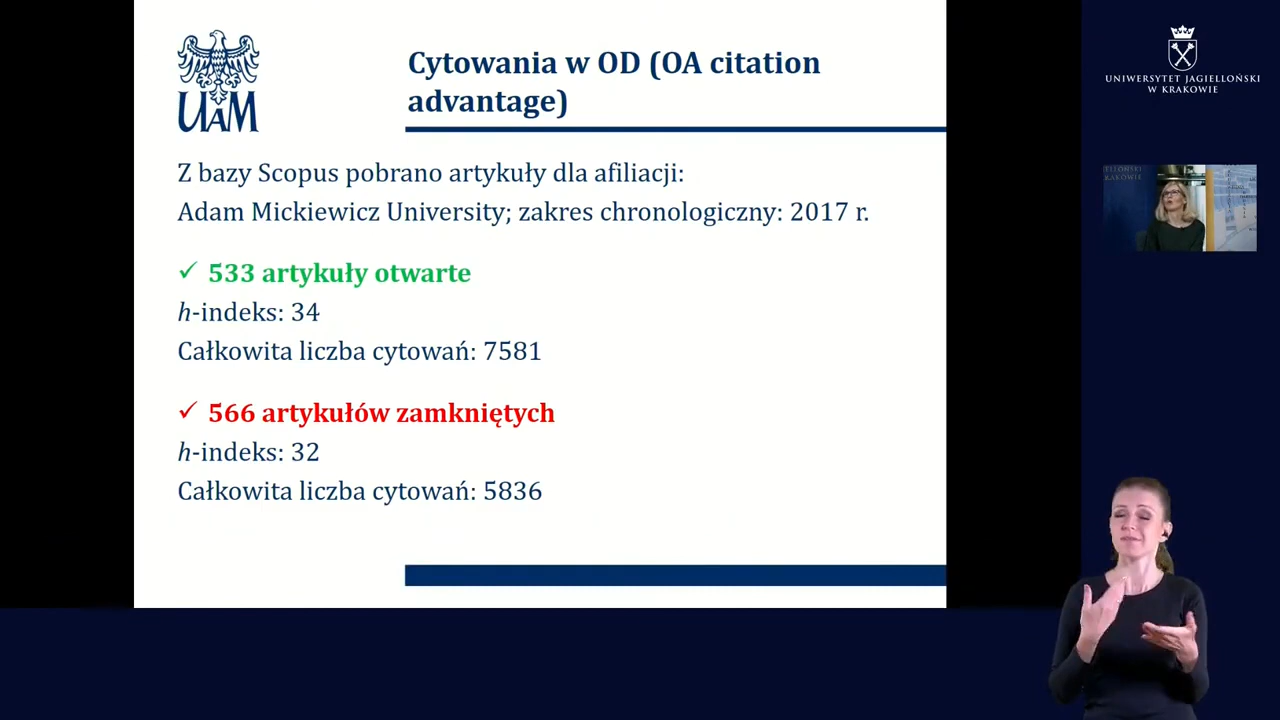 UAM
Cytowania w OD (OA citation
advantage)
Z bazy Scopus pobrano artykuły dla afiliacji:
Adam Mickiewicz University; zakres chronologiczny: 2017 r.
✓ 533 artykuły otwarte
h-indeks: 34
Całkowita liczba cytowań: 7581
✓ 566 artykułów zamkniętych
h-indeks: 32
Całkowita liczba cytowań: 5836
UNIWERSYTET JAGIELLOŃSKI
W KRAKOWIE